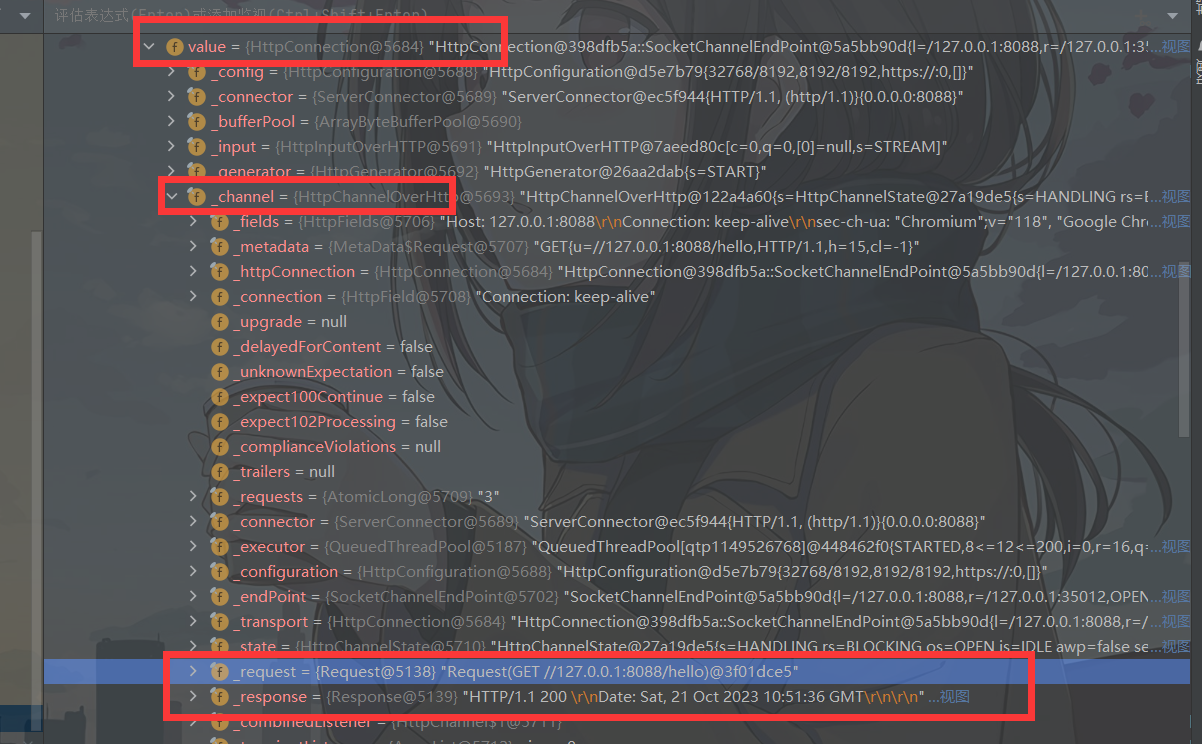 评估表达式(Enter)或添加监视(Ctrl+Shift+Enter)
value = {HttpConnection@5684} "HttpConnection@398dfb5a::SocketChannelEndPoint@5a5bb90d{l=/127.0.0.1:8088,r=/127.0.0.1:3...视图
_config = {HttpConfiguration@5688} "HttpConfiguration@d5e7b79{32768/8192,8192/8192,https://:0,[]}"
_connector = {ServerConnector@5689} "ServerConnector@ec5f944{HTTP/1.1, (http/1.1)}{0.0.0.0:8088}"
_bufferPool = {ArrayByteBufferPool@5690}
_input = {HttpInputOverHTTP@5691} "HttpInputOverHTTP@7aeed80c[c=0,q=0,[0]=null,s=STREAM]"
_generator = {HttpGenerator@5692} "HttpGenerator@26aa2dab{s=START}"
_channel = {HttpChannelOverHttp@5693} "HttpChannelOverHttp@122a4a60{s=HttpChannelState@27a19de5{s=HANDLING rs=...视图
_fields = {HttpFields@5706} "Host: 127.0.0.1:8088\r\nConnection: keep-alive\r\nsec-ch-ua: "Chromium";v="118", "Google Chr...视图
_metadata = {MetaData$Request@5707} "GET{u=//127.0.0.1:8088/hello,HTTP/1.1,h=15,cl=-1}"
_httpConnection = {HttpConnection@5684} "HttpConnection@398dfb5a::SocketChannelEndPoint@5a5bb90d{l=/127.0.0.1:80...视图
_connection = {HttpField@5708} "Connection: keep-alive"
_upgrade = null
_delayedForContent = false
_unknownExpectation = false
_expect100Continue = false
_expect102Processing = false
_complianceViolations = null
_trailers = null
_requests = {AtomicLong@5709} "3"
_connector = {ServerConnector@5689} "ServerConnector@ec5f944{HTTP/1.1, (http/1.1)}{0.0.0.0:8088}"
_executor = {QueuedThreadPool@5187} "QueuedThreadPool[qtp1149526768]@448462f0{STARTED,8<=12<=200,i=0,r=16,q=...视图
_configuration = {HttpConfiguration@5688} "HttpConfiguration@d5e7b79{32768/8192,8192/8192,https://:0,[]}"
_endPoint = {SocketChannelEndPoint@5702} "SocketChannelEndPoint@5a5bb90d{l=/127.0.0.1:8088,r=/127.0.0.1:35012,OPEN...视图
_transport = {HttpConnection@5684} "HttpConnection@398dfb5a::SocketChannelEndPoint@5a5bb90d{l=/127.0.0.1:8088,r=/...视图
_state = {HttpChannelState@5710} "HttpChannelState@27a19de5{s=HANDLING rs=BLOCKING os=OPEN is=IDLE awp=false se...视图
_request = {Request@5138} "Request(GET //127.0.0.1:8088/hello)@3f01dce5"
_response = {Response@5139} "HTTP/1.1 200 \r\nDate: Sat, 21 Oct 2023 10:51:36 GMT\r\n\r\n" ...视图
_combinedListener = {HttpChannel$1@5711}